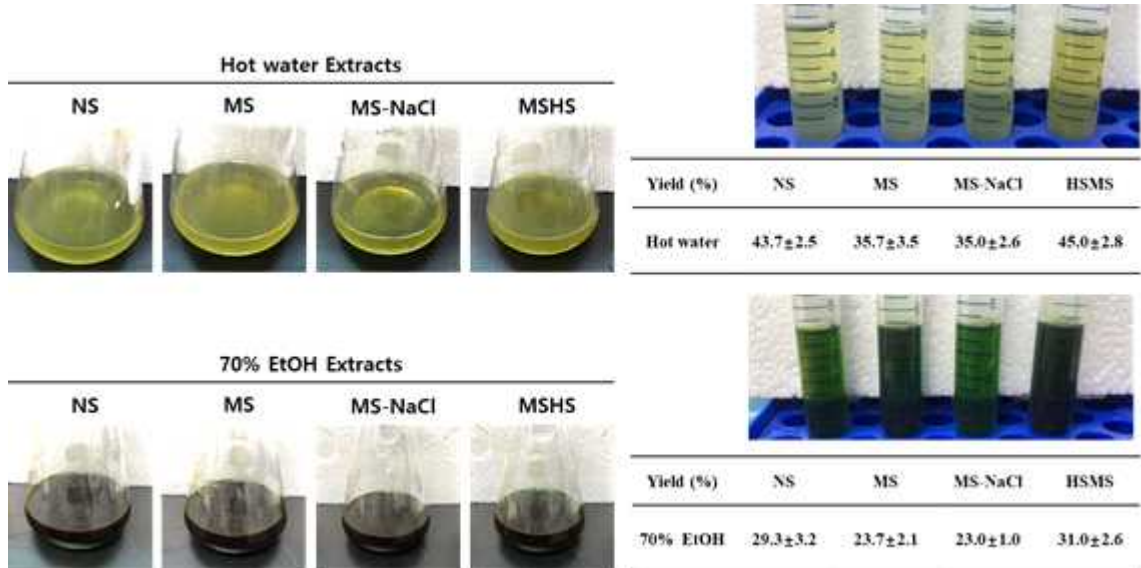 Hot water Extracts
NS MS MS-NaCl MSHS
Yield (%) NS MS MS-NaCl HSMS
Hot water 43.7±2.5 35.7±3.5 35.0±2.6 45.0±2.8
70% EtOH Extracts
NS MS MS-NaCl MSHS
Yield (%) NS MS MS-NaCl HSMS
70% EtOH 29.3±3.2 23.7±2.1 23.0±1.0 31.0±2.6